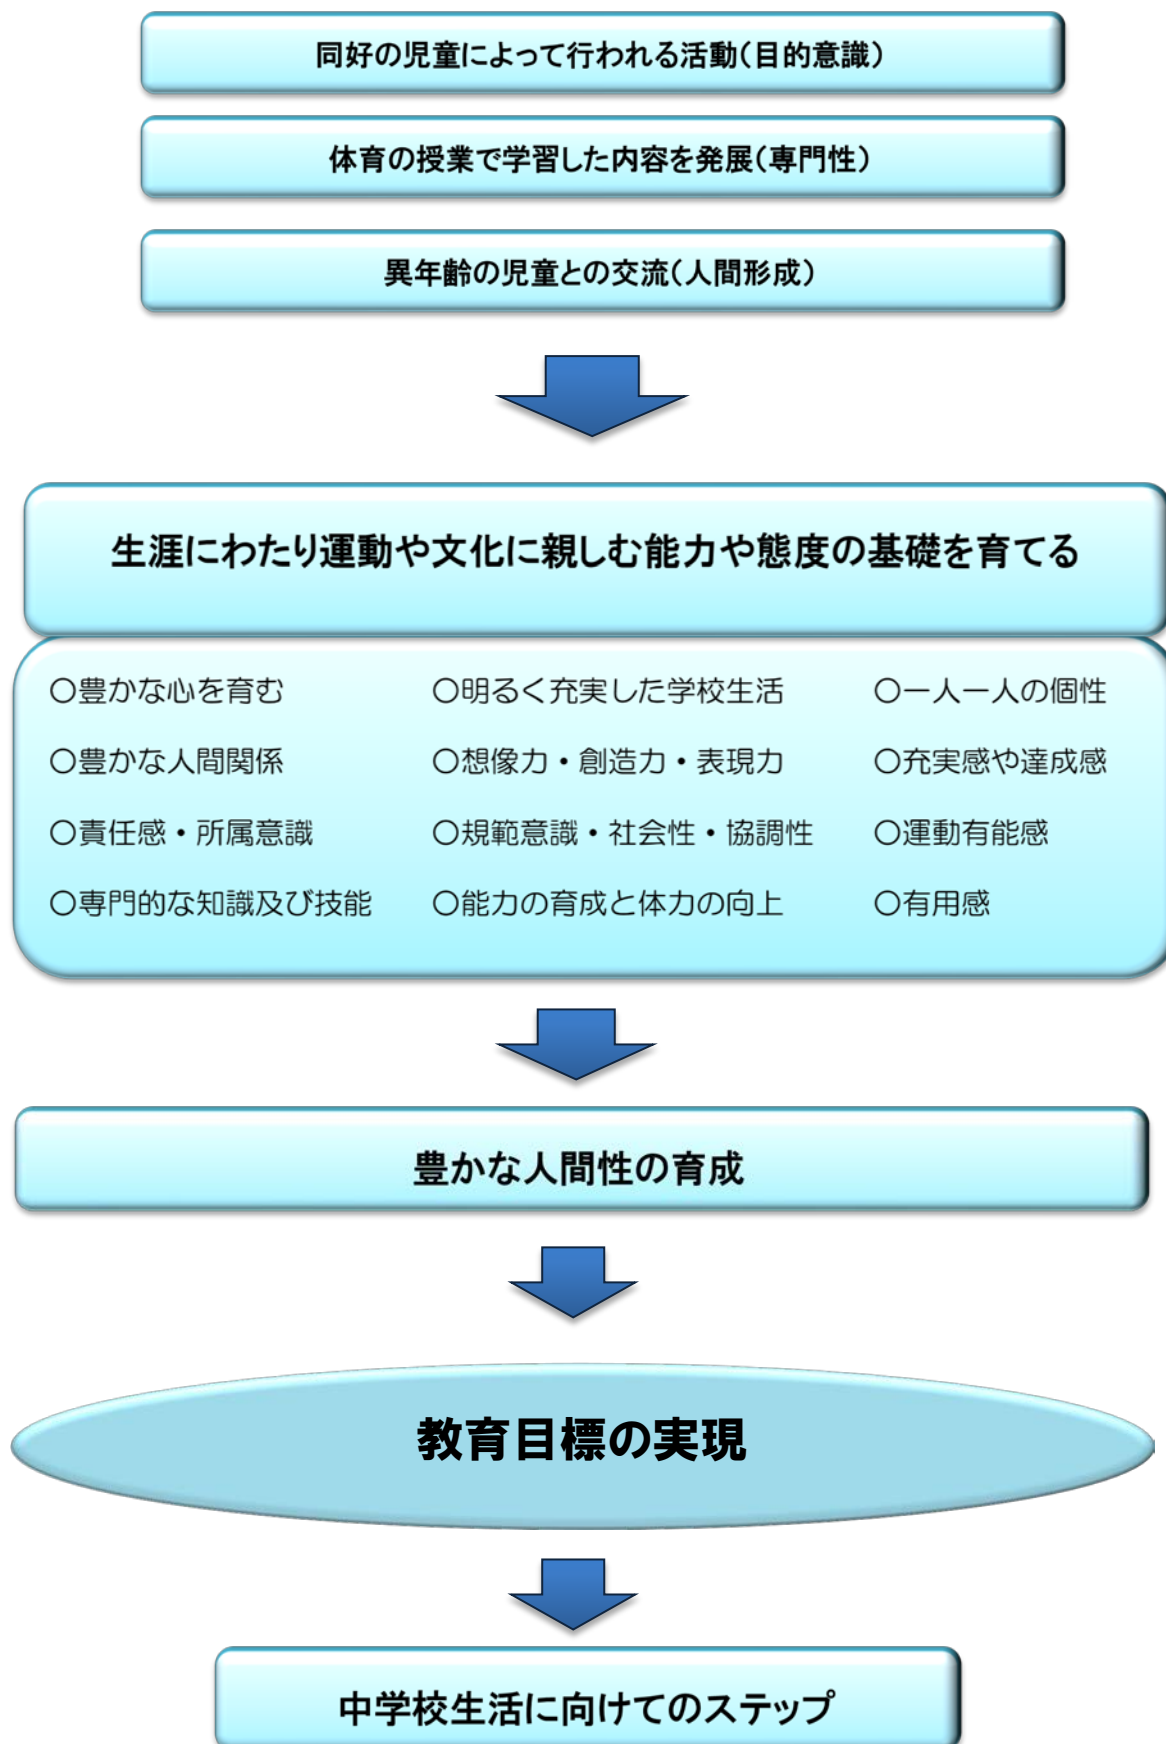 同好の児童によって行われる活動(目的意識)
体育の授業で学習した内容を発展(専門性)
異年齢の児童との交流(人間形成)
生涯にわたり運動や文化に親しむ能力や態度の基礎を育てる
○豊かな心を育む ○明るく充実した学校生活 ○一人一人の個性
○豊かな人間関係 ○想像力・創造力・表現力 ○充実感や達成感
○責任感・所属意識 ○規範意識・社会性・協調性 ○運動有能感
○専門的な知識及び技能 ○能力の育成と体力の向上 ○有用感
豊かな人間性の育成
教育目標の実現
中学校生活に向けてのステップ